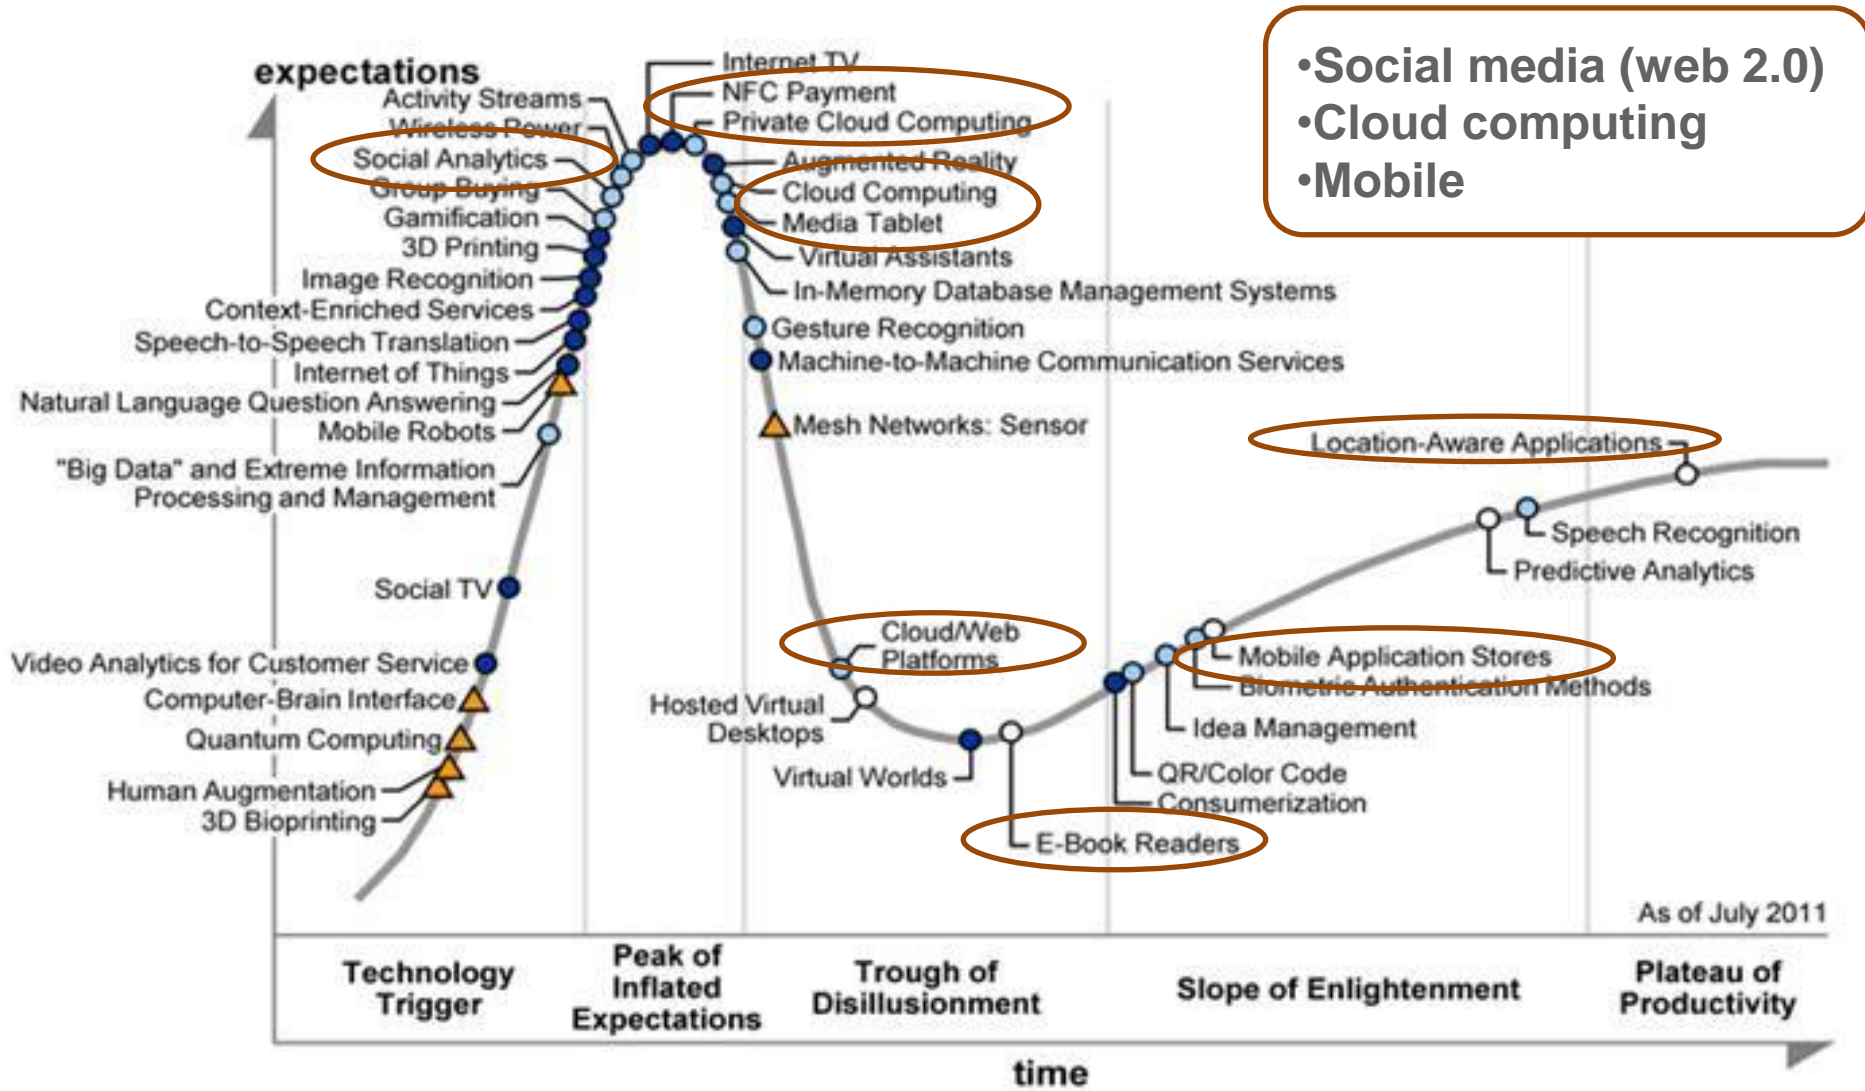 •Social media (web 2.0)
•Cloud computing
•Mobile
expectations
Internet TV
NFC Payment
Private Cloud Computing
Activity Streams
Wireless Power
Social Analytics
Group Buying
Gamification
3D Printing
Image Recognition
Context-Enriched Services
Speech-to-Speech Translation
Internet of Things
Natural Language Question Answering
Mobile Robots
"Big Data" and Extreme Information
Processing and Management
Social TV
Video Analytics for Customer Service
Computer-Brain Interface
Quantum Computing
Human Augmentation
3D Bioprinting
Augmented Reality
Cloud Computing
Media Tablet
Virtual Assistants
In-Memory Database Management Systems
Gesture Recognition
Machine-to-Machine Communication Services
Mesh Networks: Sensor
Cloud/Web
Platforms
Hosted Virtual
Desktops
Virtual Worlds
E-Book Readers
Consumerization
QR/Color Code
Idea Management
Biometric Authentication Methods
Mobile Application Stores
Predictive Analytics
Speech Recognition
Location-Aware Applications
As of July 2011
Technology
Trigger
Peak of
Inflated
Expectations
Trough of
Disillusionment
Slope of Enlightenment
Plateau of
Productivity
time